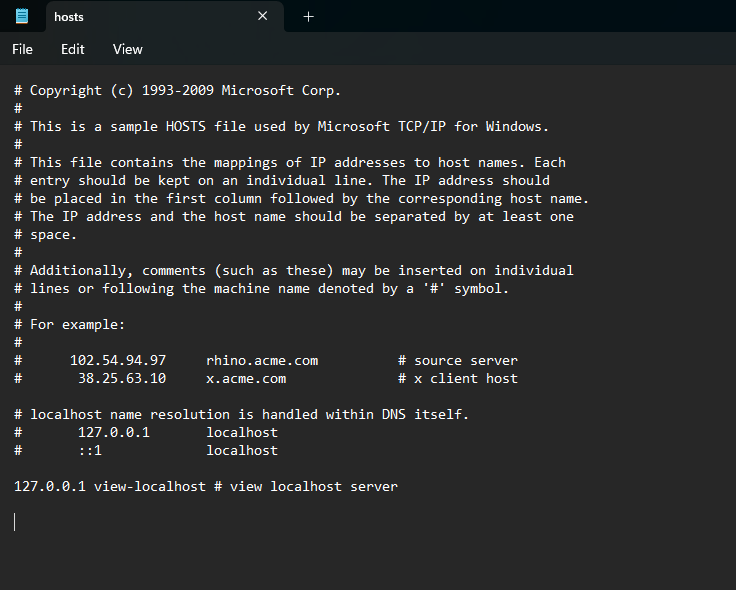 hosts
File Edit View
# Copyright (c) 1993-2009 Microsoft Corp.
#
# This is a sample HOSTS file used by Microsoft TCP/IP for Windows.
#
# This file contains the mappings of IP addresses to host names. Each
# entry should be kept on an individual line. The IP address should
# be placed in the first column followed by the corresponding host name.
# The IP address and the host name should be separated by at least one
# space.
#
# Additionally, comments (such as these) may be inserted on individual
# lines or following the machine name denoted by a '#' symbol.
#
# For example:
#
#      102.54.94.97     rhino.acme.com          # source server
#       38.25.63.10     x.acme.com              # x client host

# localhost name resolution is handled within DNS itself.
#       127.0.0.1       localhost
#       ::1             localhost

127.0.0.1 view-localhost # view localhost server